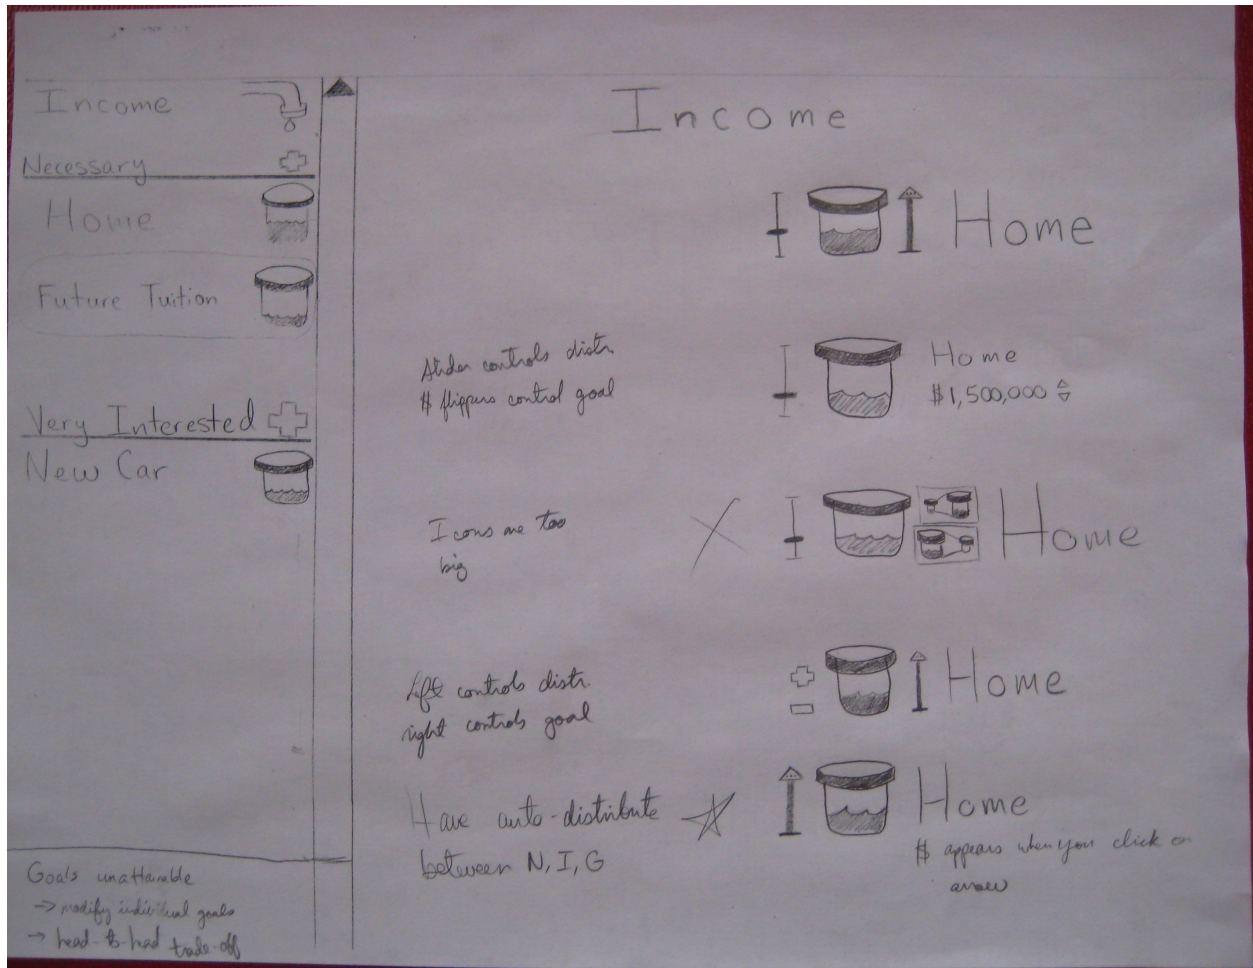 Income
Necessary
Home
Future Tuition
Very Interested
New Car
Goals unattainable
→ modify individual goals
→ head-to-head trade-off
Income
Home
Slider controls distr.
$ flippers control goal
Home
$1,500,000
Icons are too
big
Home
Left controls distr.
right controls goal
Home
Have auto-distribute
between N, I, G
Home
$ appears when you click on
arrow